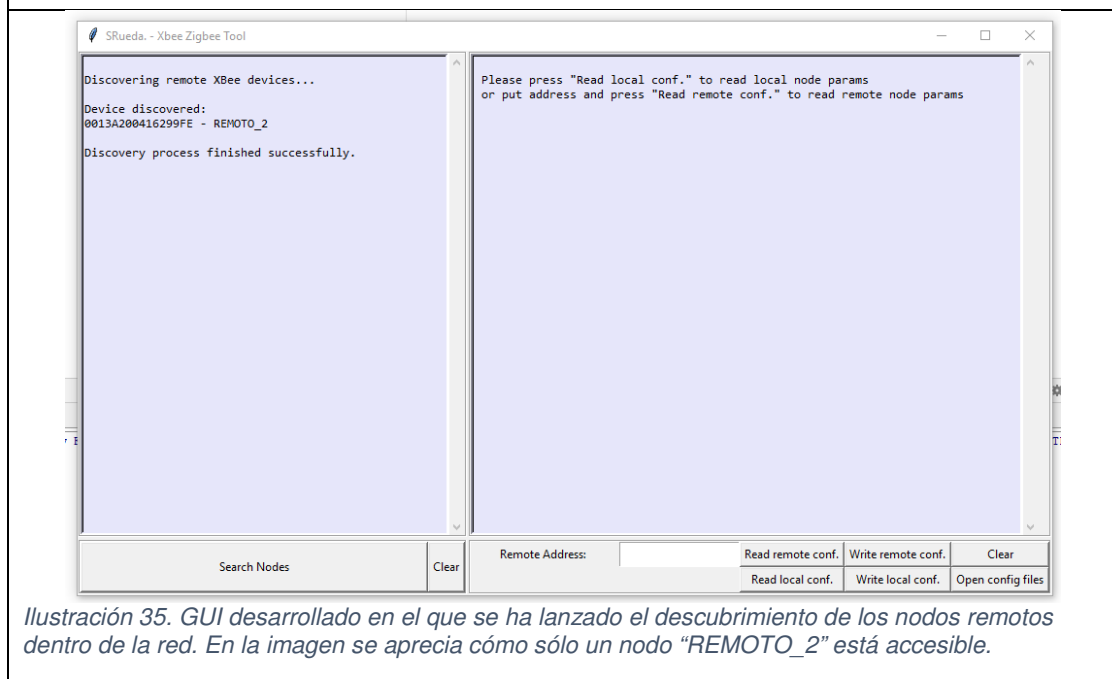 SRueda. - Xbee Zigbee Tool
Discovering remote XBee devices...
Device discovered:
0013A200416299FE - REMOTO_2
Discovery process finished successfully.
Please press "Read local conf." to read local node params
or put address and press "Read remote conf." to read remote node params
Search Nodes
Clear
Remote Address:
Read remote conf.
Write remote conf.
Clear
Read local conf.
Write local conf.
Open config files
Ilustración 35. GUI desarrollado en el que se ha lanzado el descubrimiento de los nodos remotos
dentro de la red. En la imagen se aprecia cómo sólo un nodo “REMOTO_2” está accesible.